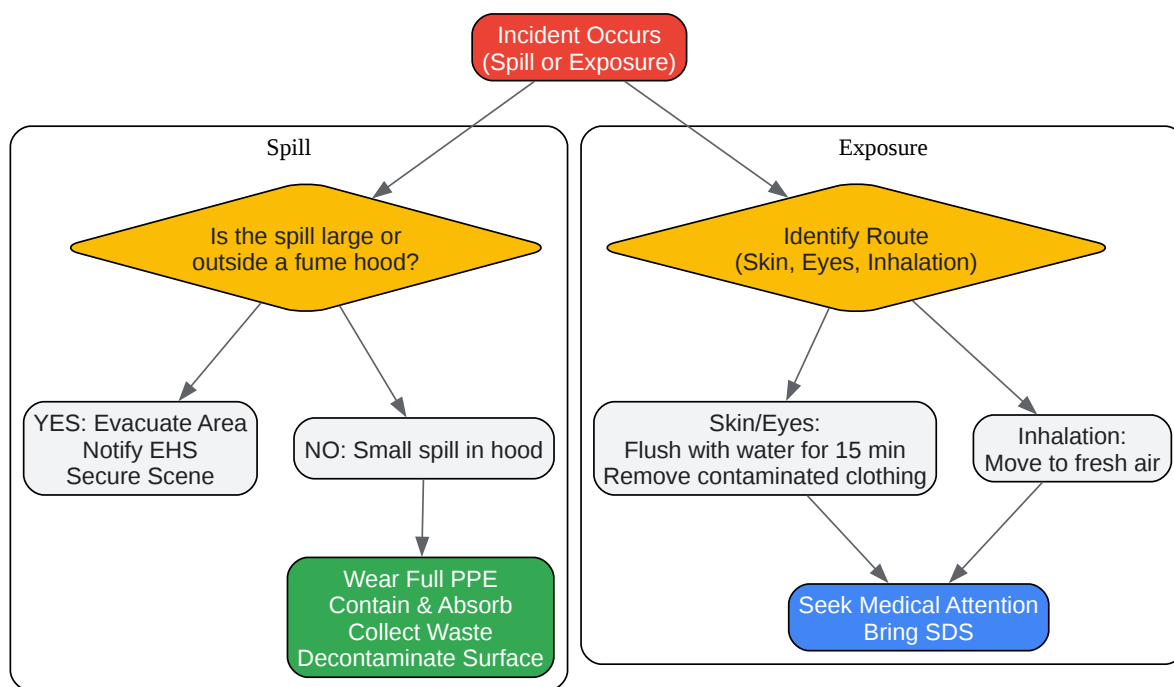 Incident Occurs
(Spill or Exposure)
Spill
Is the spill large or
outside a fume hood?
YES: Evacuate Area
Notify EHS
Secure Scene
NO: Small spill in hood
Wear Full PPE
Contain & Absorb
Collect Waste
Decontaminate Surface
Exposure
Identify Route
(Skin, Eyes, Inhalation)
Skin/Eyes:
Flush with water for 15 min
Remove contaminated clothing
Inhalation:
Move to fresh air
Seek Medical Attention
Bring SDS